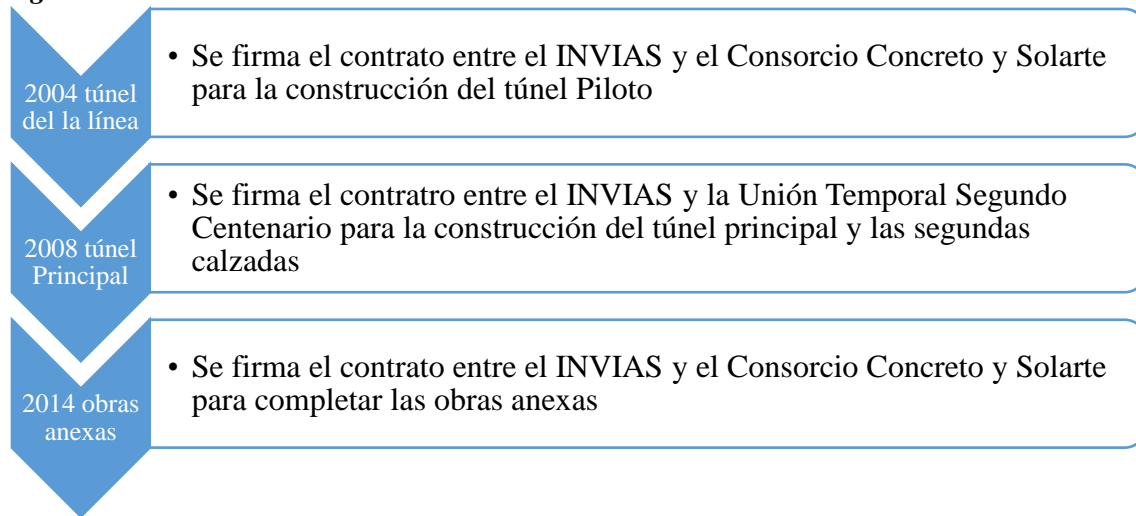 2004 túnel
del la línea
• Se firma el contrato entre el INVIAS y el Consorcio Concreto y Solarte
para la construcción del túnel Piloto
2008 túnel
Principal
• Se firma el contratro entre el INVIAS y la Unión Temporal Segundo
Centenario para la construcción del túnel principal y las segundas
calzadas
2014 obras
anexas
• Se firma el contrato entre el INVIAS y el Consorcio Concreto y Solarte
para completar las obras anexas